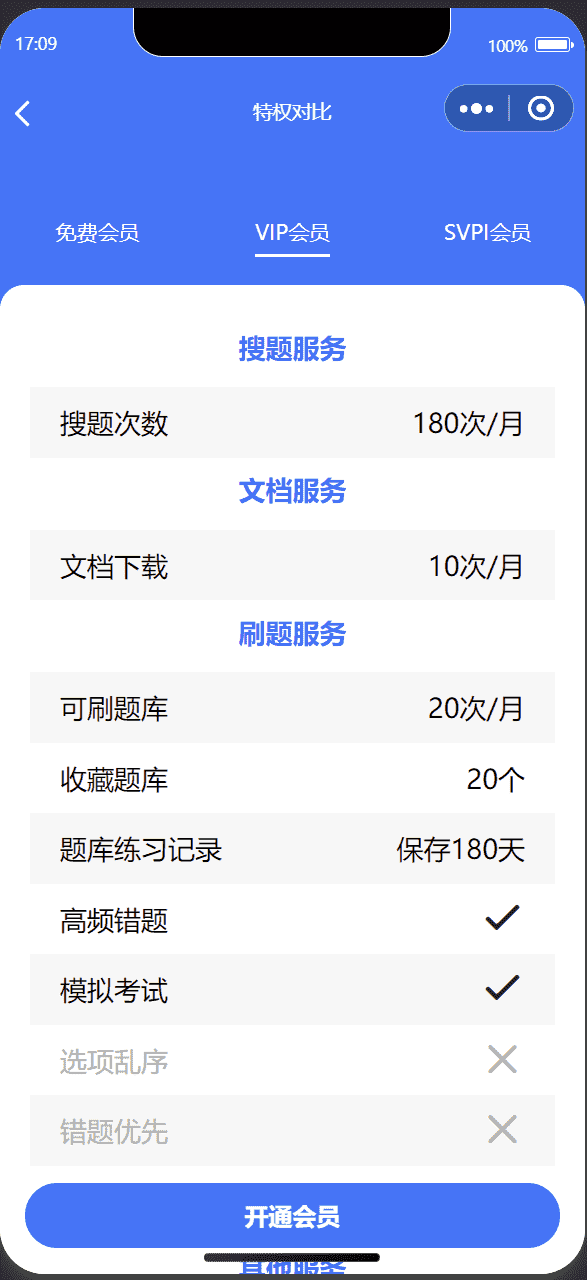 17:09
100%
特权对比
免费会员 VIP会员 SVPI会员
搜题服务
搜题次数 180次/月
文档服务
文档下载 10次/月
刷题服务
可刷题库 20次/月
收藏题库 20个
题库练习记录 保存180天
高频错题
模拟考试
选项乱序
错题优先
开通会员
其他服务